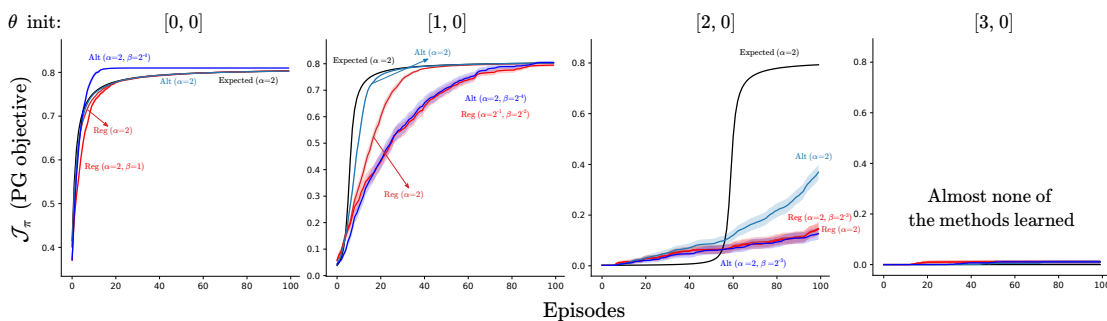 θ init:
[0, 0]
[1, 0]
[2, 0]
[3, 0]
𝒥π (PG objective)
0.8
0.7
0.6
0.5
0.4
0 20 40 60 80 100
Alt (α=2, β=2⁻⁴)
Alt (α=2)
Expected (α=2)
Reg (α=2)
Reg (α=2, β=1)
0.8
0.7
0.6
0.5
0.4
0.3
0.2
0.1
0.0
0 20 40 60 80 100
Expected (α=2)
Alt (α=2)
Alt (α=2, β=2⁻⁴)
Reg (α=2⁻¹, β=2⁻²)
Reg (α=2)
0.8
0.6
0.4
0.2
0.0
0 20 40 60 80 100
Expected (α=2)
Alt (α=2)
Reg (α=2, β=2⁻³)
Reg (α=2)
Alt (α=2, β=2⁻³)
0.8
0.6
0.4
0.2
0.0
0 20 40 60 80 100
Almost none of
the methods learned
Episodes